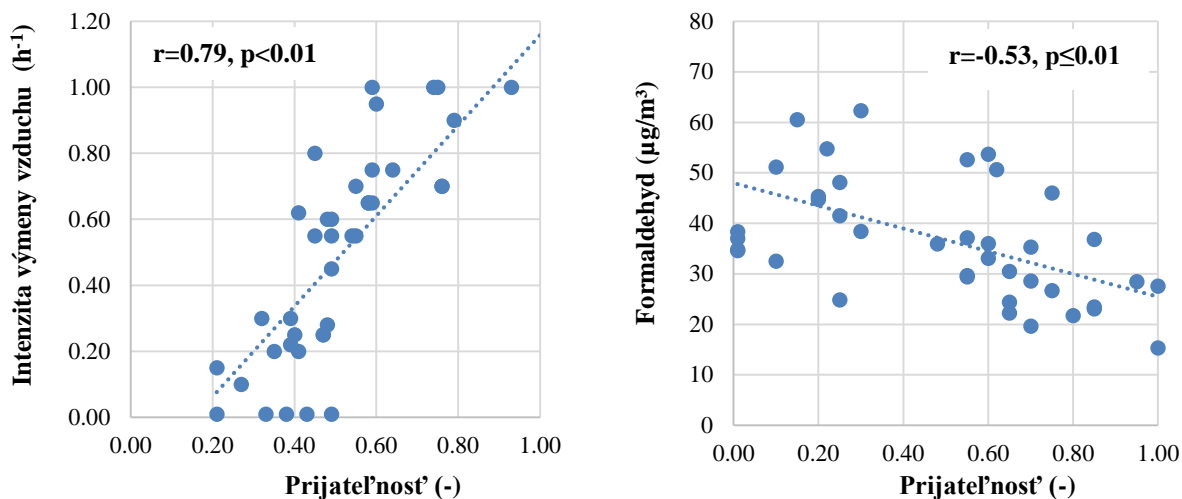 Intenzita výmeny vzduchu (h-1)
1.20
1.00
0.80
0.60
0.40
0.20
0.00
r=0.79, p<0.01
0.00 0.20 0.40 0.60 0.80 1.00
Prijateľnosť (-)
Formaldehyd (µg/m³)
80
70
60
50
40
30
20
10
0
r=-0.53, p≤0.01
0.00 0.20 0.40 0.60 0.80 1.00
Prijateľnosť (-)